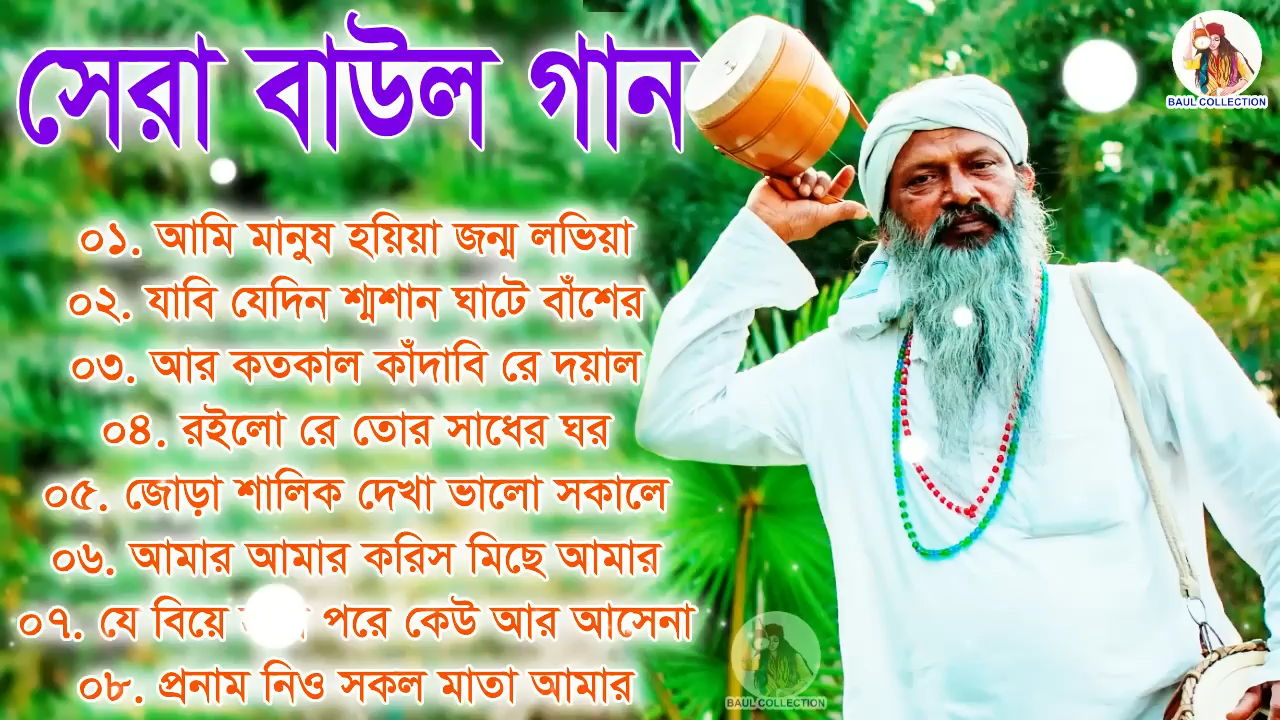 সেরা বাউল গান
BAUL COLLECTION
০১. আমি মানুষ হয়িয়া জন্ম লভিয়া
০২. যাবি যেদিন শ্মশান ঘাটে বাঁশের
০৩. আর কতকাল কাঁদাবি রে দয়াল
০৪. রইলো রে তোর সাধের ঘর
০৫. জোড়া শালিক দেখা ভালো সকালে
০৬. আমার আমার করিস মিছে আমার
০৭. যে বিয়ে পরে কেউ আর আসেনা
০৮. প্রনাম নিও সকল মাতা আমার
BAUL COLLECTION